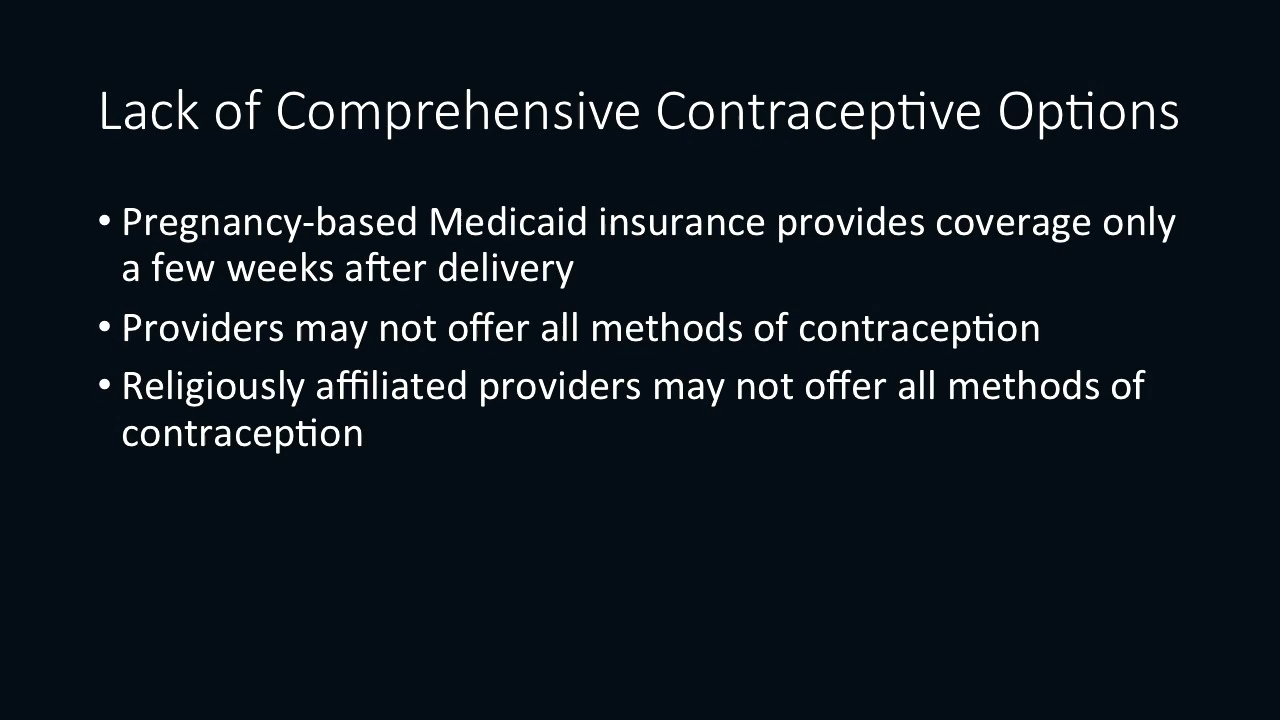 Lack of Comprehensive Contraceptive Options
• Pregnancy-based Medicaid insurance provides coverage only
a few weeks after delivery
• Providers may not offer all methods of contraception
• Religiously affiliated providers may not offer all methods of
contraception